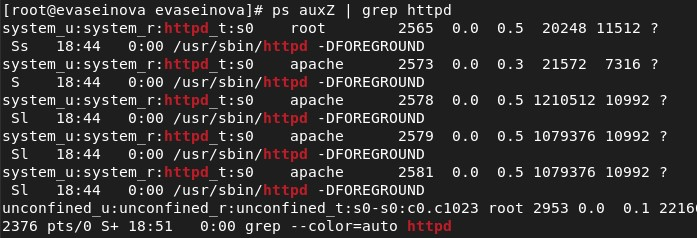 [root@evaseinova evaseinova]# ps auxZ | grep httpd
system_u:system_r:httpd_t:s0    root        2565  0.0  0.5  20248 11512 ?
 Ss   18:44   0:00 /usr/sbin/httpd -DFOREGROUND
system_u:system_r:httpd_t:s0    apache      2573  0.0  0.3  21572  7316 ?
 S    18:44   0:00 /usr/sbin/httpd -DFOREGROUND
system_u:system_r:httpd_t:s0    apache      2578  0.0  0.5 1210512 10992 ?
 Sl   18:44   0:00 /usr/sbin/httpd -DFOREGROUND
system_u:system_r:httpd_t:s0    apache      2579  0.0  0.5 1079376 10992 ?
 Sl   18:44   0:00 /usr/sbin/httpd -DFOREGROUND
system_u:system_r:httpd_t:s0    apache      2581  0.0  0.5 1079376 10992 ?
 Sl   18:44   0:00 /usr/sbin/httpd -DFOREGROUND
unconfined_u:unconfined_r:unconfined_t:s0-s0:c0.c1023 root 2953 0.0  0.1 22166
2376 pts/0 S+ 18:51   0:00 grep --color=auto httpd